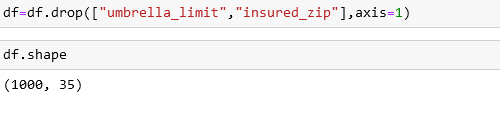 df=df.drop(["umbrella_limit","insured_zip"],axis=1)
df.shape
(1000, 35)